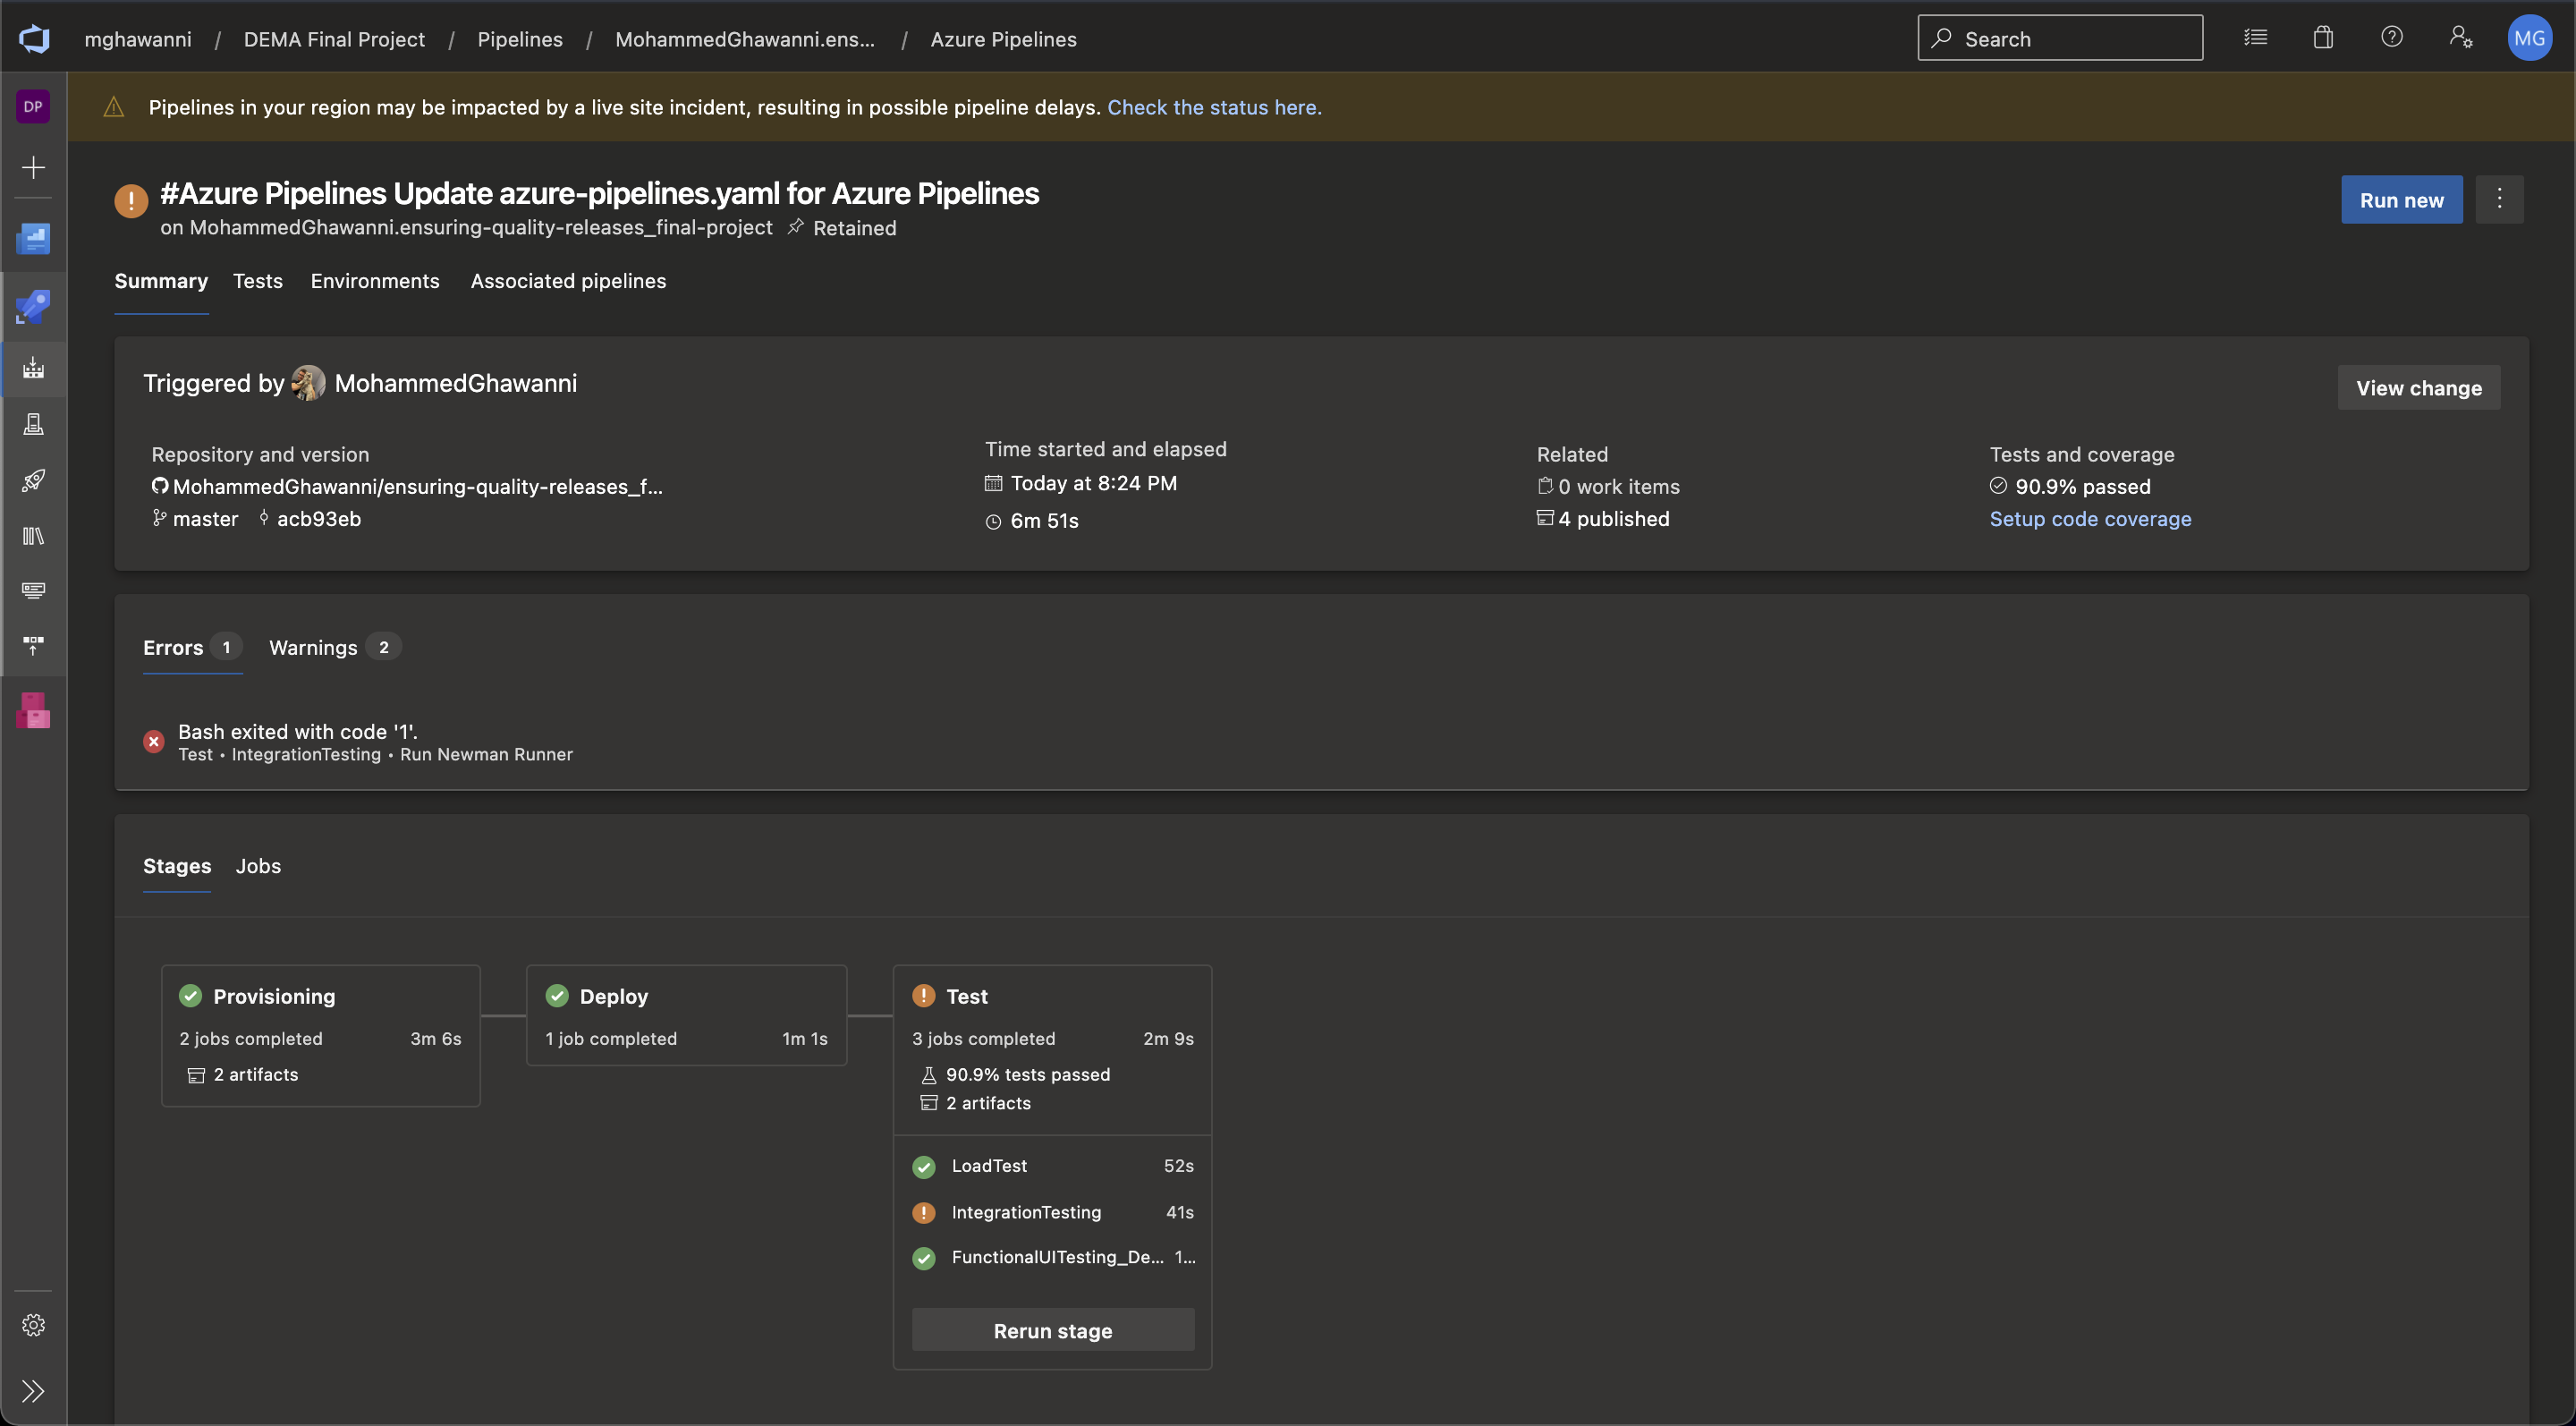 mghawanni / DEMA Final Project / Pipelines / MohammedGhawanni.ens... / Azure Pipelines
Search
MG
DP
Pipelines in your region may be impacted by a live site incident, resulting in possible pipeline delays. Check the status here.
#Azure Pipelines Update azure-pipelines.yaml for Azure Pipelines
on MohammedGhawanni.ensuring-quality-releases_final-project Retained
Run new
Summary Tests Environments Associated pipelines
Triggered by MohammedGhawanni
View change
Repository and version
MohammedGhawanni/ensuring-quality-releases_f...
master acb93eb
Time started and elapsed
Today at 8:24 PM
6m 51s
Related
0 work items
4 published
Tests and coverage
90.9% passed
Setup code coverage
Errors 1 Warnings 2
Bash exited with code '1'.
Test • IntegrationTesting • Run Newman Runner
Stages Jobs
Provisioning
2 jobs completed 3m 6s
2 artifacts
Deploy
1 job completed 1m 1s
Test
3 jobs completed 2m 9s
90.9% tests passed
2 artifacts
LoadTest 52s
IntegrationTesting 41s
FunctionalUITesting_De... 1...
Rerun stage